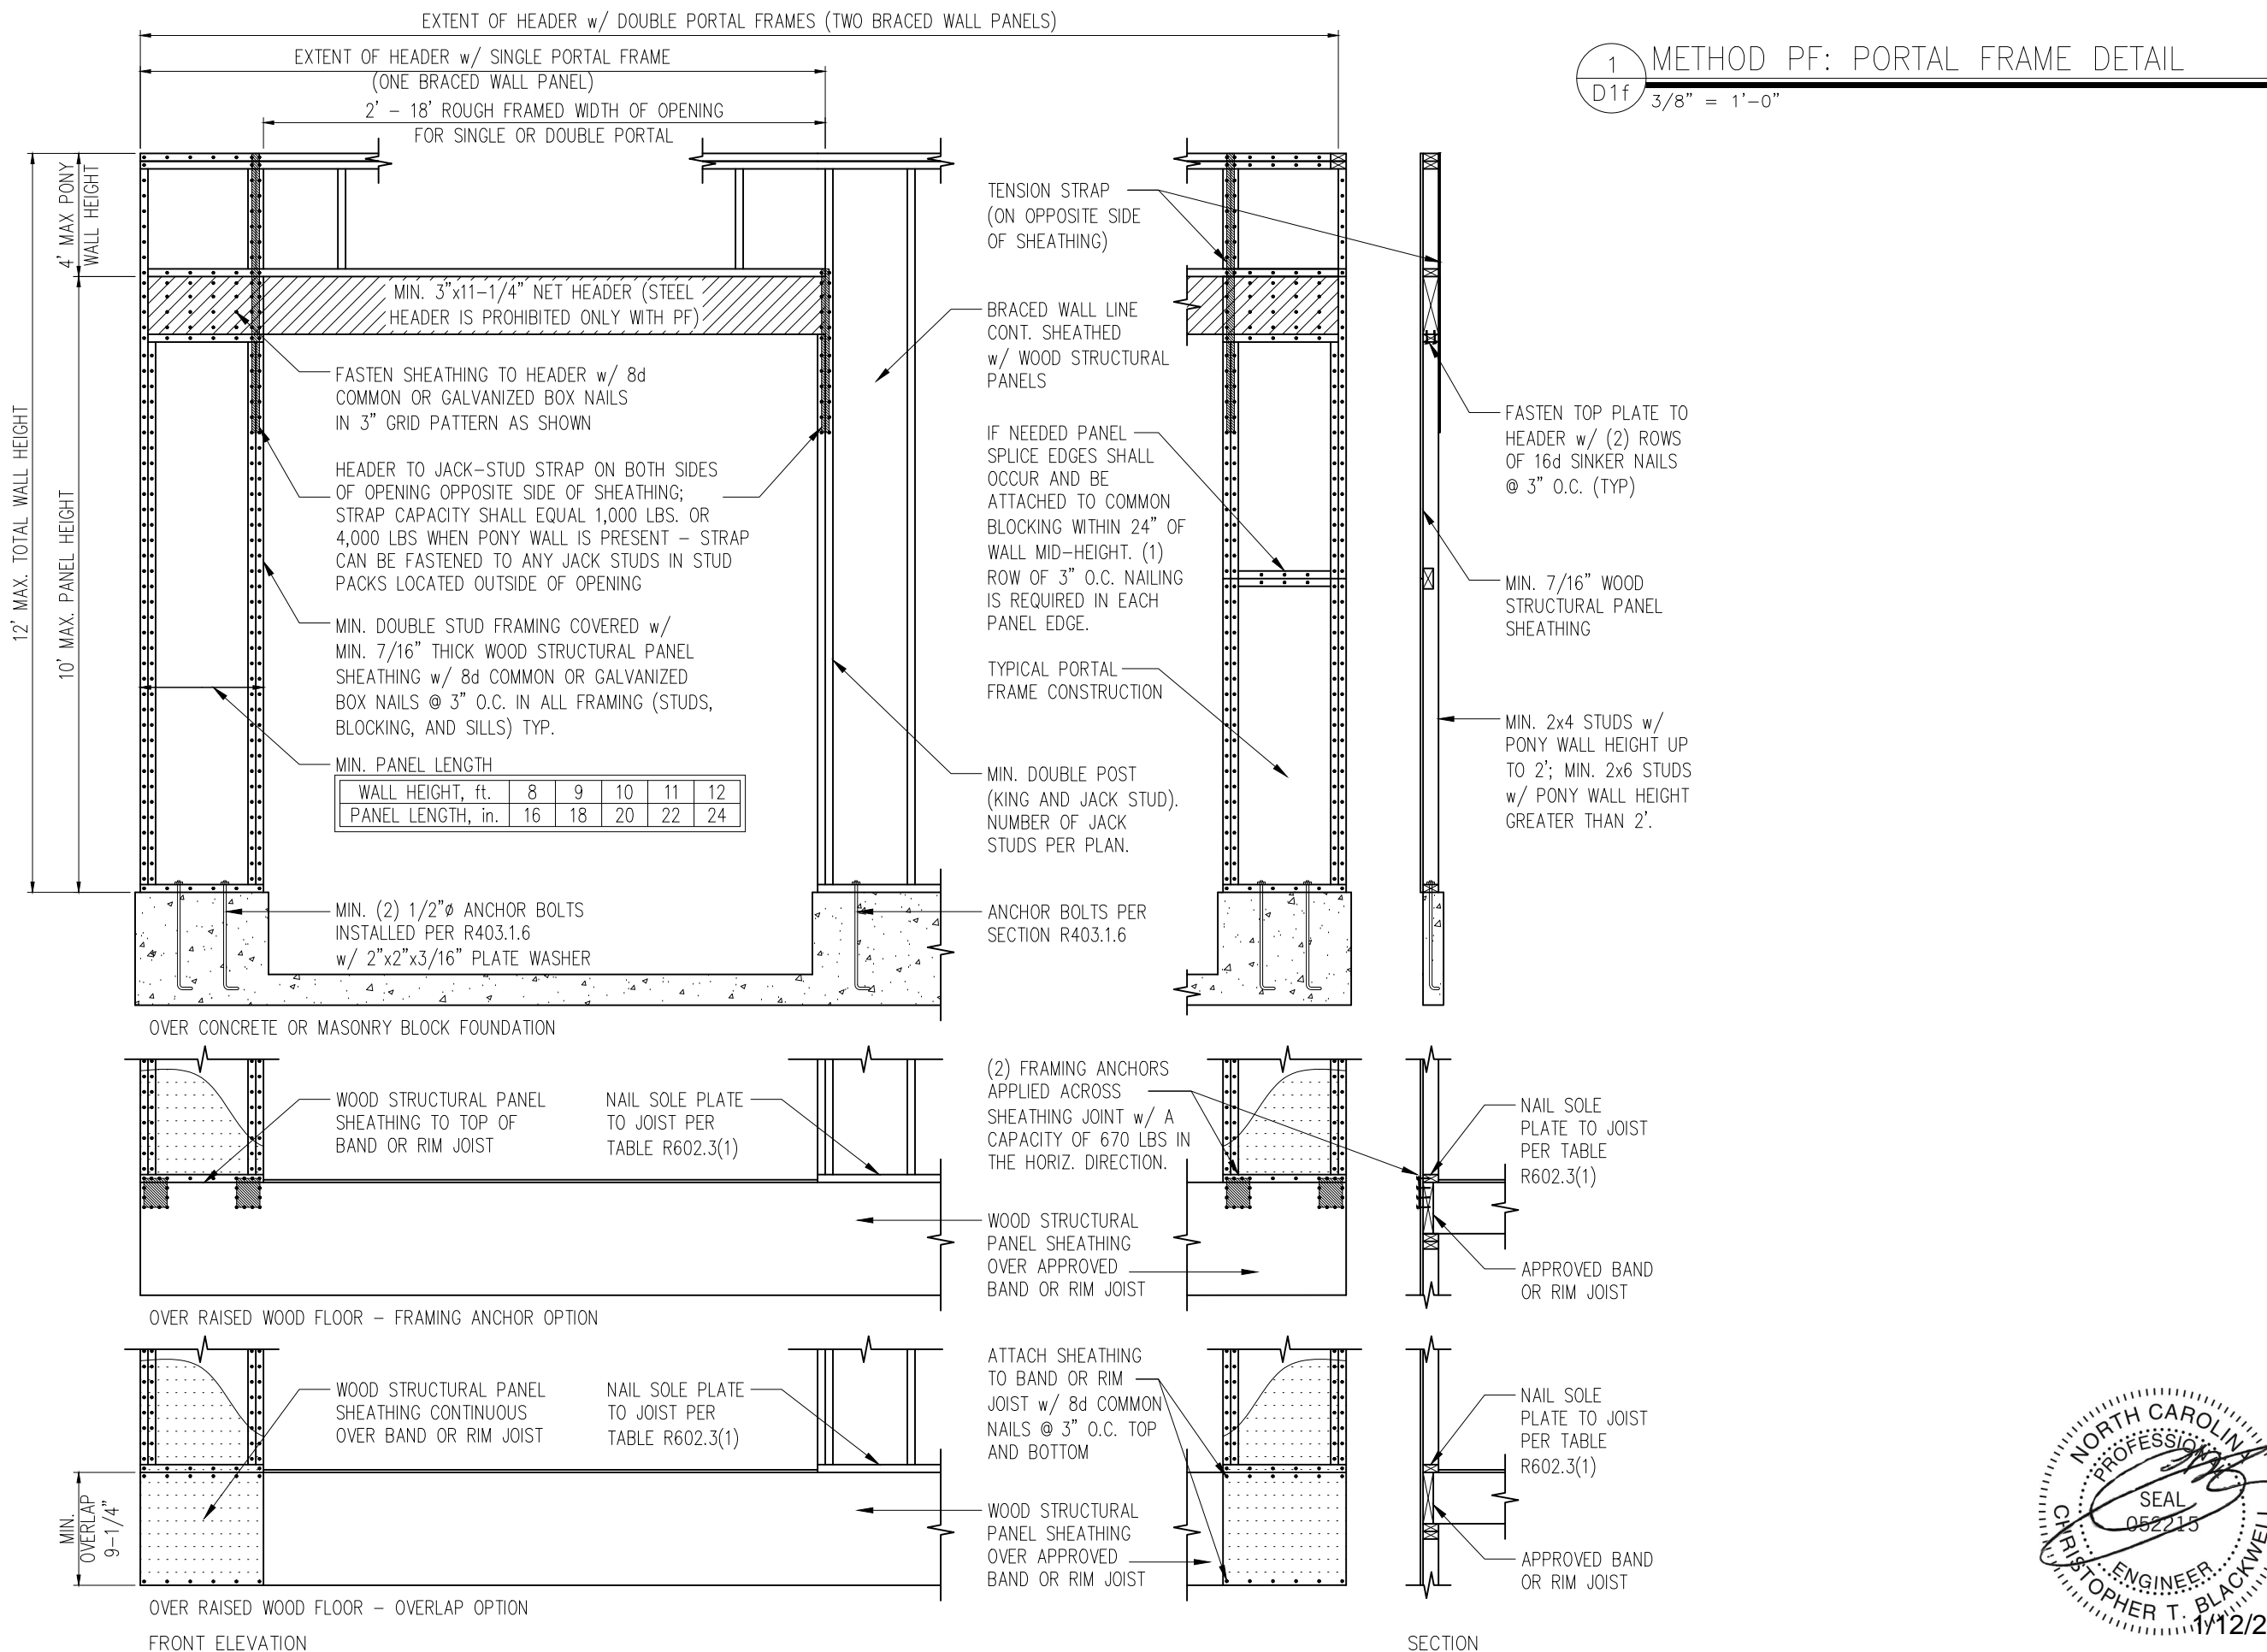 EXTENT OF HEADER w/ DOUBLE PORTAL FRAMES (TWO BRACED WALL PANELS)
EXTENT OF HEADER w/ SINGLE PORTAL FRAME
(ONE BRACED WALL PANEL)
2' – 18' ROUGH FRAMED WIDTH OF OPENING
FOR SINGLE OR DOUBLE PORTAL
1
D1f
METHOD PF: PORTAL FRAME DETAIL
3/8" = 1'-0"
12' MAX. TOTAL WALL HEIGHT
4' MAX PONY
WALL HEIGHT
10' MAX. PANEL HEIGHT
MIN. 3"x11-1/4" NET HEADER (STEEL
HEADER IS PROHIBITED ONLY WITH PF)
FASTEN SHEATHING TO HEADER w/ 8d
COMMON OR GALVANIZED BOX NAILS
IN 3" GRID PATTERN AS SHOWN
HEADER TO JACK-STUD STRAP ON BOTH SIDES
OF OPENING OPPOSITE SIDE OF SHEATHING;
STRAP CAPACITY SHALL EQUAL 1,000 LBS. OR
4,000 LBS WHEN PONY WALL IS PRESENT – STRAP
CAN BE FASTENED TO ANY JACK STUDS IN STUD
PACKS LOCATED OUTSIDE OF OPENING
MIN. DOUBLE STUD FRAMING COVERED w/
MIN. 7/16" THICK WOOD STRUCTURAL PANEL
SHEATHING w/ 8d COMMON OR GALVANIZED
BOX NAILS @ 3" O.C. IN ALL FRAMING (STUDS,
BLOCKING, AND SILLS) TYP.
MIN. PANEL LENGTH
WALL HEIGHT, ft. 8 9 10 11 12
PANEL LENGTH, in. 16 18 20 22 24
MIN. (2) 1/2"ø ANCHOR BOLTS
INSTALLED PER R403.1.6
w/ 2"x2"x3/16" PLATE WASHER
OVER CONCRETE OR MASONRY BLOCK FOUNDATION
TENSION STRAP
(ON OPPOSITE SIDE
OF SHEATHING)
BRACED WALL LINE
CONT. SHEATHED
w/ WOOD STRUCTURAL
PANELS
IF NEEDED PANEL
SPLICE EDGES SHALL
OCCUR AND BE
ATTACHED TO COMMON
BLOCKING WITHIN 24" OF
WALL MID-HEIGHT. (1)
ROW OF 3" O.C. NAILING
IS REQUIRED IN EACH
PANEL EDGE.
TYPICAL PORTAL
FRAME CONSTRUCTION
MIN. DOUBLE POST
(KING AND JACK STUD).
NUMBER OF JACK
STUDS PER PLAN.
ANCHOR BOLTS PER
SECTION R403.1.6
FASTEN TOP PLATE TO
HEADER w/ (2) ROWS
OF 16d SINKER NAILS
@ 3" O.C. (TYP)
MIN. 7/16" WOOD
STRUCTURAL PANEL
SHEATHING
MIN. 2x4 STUDS w/
PONY WALL HEIGHT UP
TO 2'; MIN. 2x6 STUDS
w/ PONY WALL HEIGHT
GREATER THAN 2'.
WOOD STRUCTURAL PANEL
SHEATHING TO TOP OF
BAND OR RIM JOIST
NAIL SOLE PLATE
TO JOIST PER
TABLE R602.3(1)
(2) FRAMING ANCHORS
APPLIED ACROSS
SHEATHING JOINT w/ A
CAPACITY OF 670 LBS IN
THE HORIZ. DIRECTION.
WOOD STRUCTURAL
PANEL SHEATHING
OVER APPROVED
BAND OR RIM JOIST
NAIL SOLE
PLATE TO JOIST
PER TABLE
R602.3(1)
APPROVED BAND
OR RIM JOIST
OVER RAISED WOOD FLOOR – FRAMING ANCHOR OPTION
WOOD STRUCTURAL PANEL
SHEATHING CONTINUOUS
OVER BAND OR RIM JOIST
NAIL SOLE PLATE
TO JOIST PER
TABLE R602.3(1)
ATTACH SHEATHING
TO BAND OR RIM
JOIST w/ 8d COMMON
NAILS @ 3" O.C. TOP
AND BOTTOM
WOOD STRUCTURAL
PANEL SHEATHING
OVER APPROVED
BAND OR RIM JOIST
NAIL SOLE
PLATE TO JOIST
PER TABLE
R602.3(1)
APPROVED BAND
OR RIM JOIST
MIN.
OVERLAP
9-1/4"
OVER RAISED WOOD FLOOR – OVERLAP OPTION
FRONT ELEVATION
SECTION
NORTH CAROLINA
PROFESSIONAL
SEAL
052215
ENGINEER
CHRISTOPHER T. BLACKWELL
1/12/2